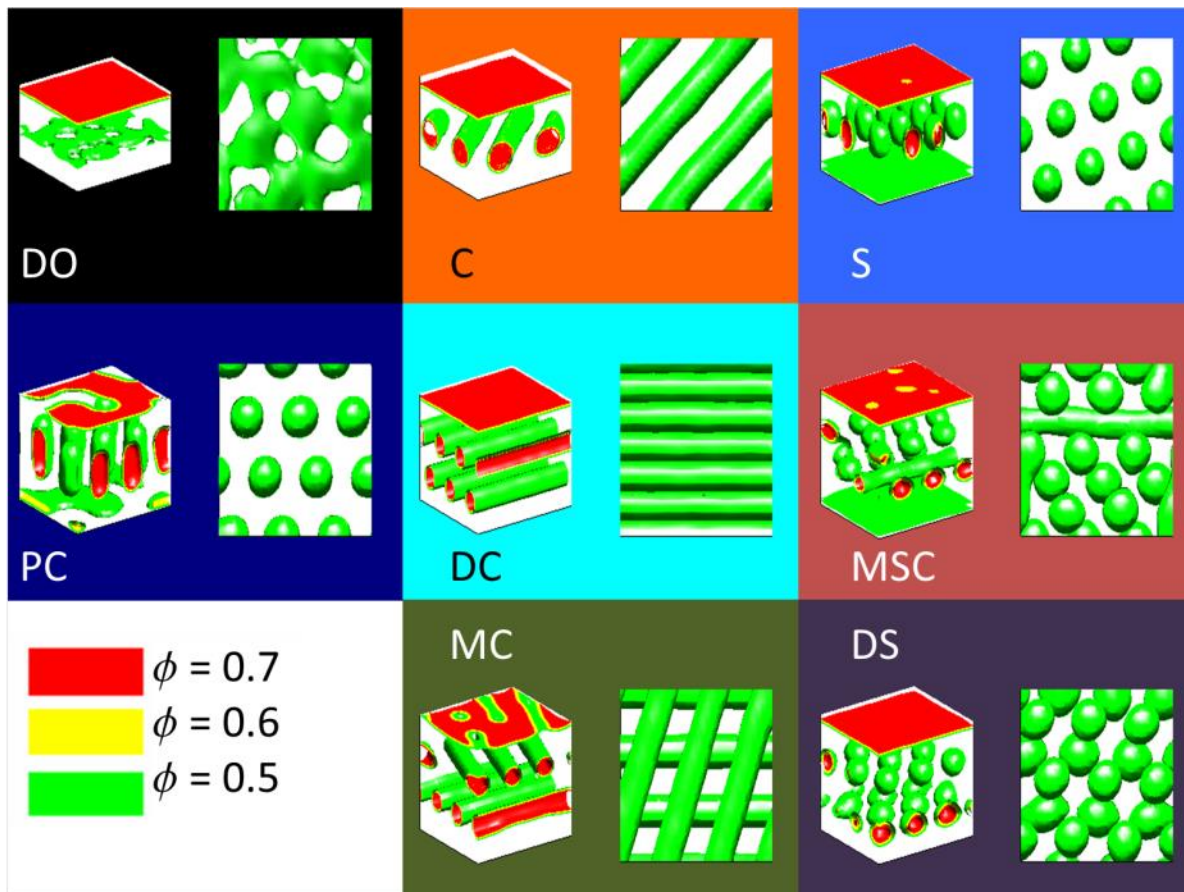 DO
C
S
PC
DC
MSC
ϕ = 0.7
ϕ = 0.6
ϕ = 0.5
MC
DS